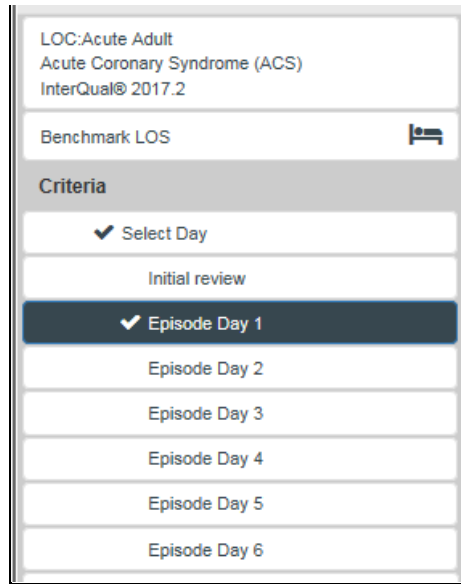 LOC:Acute Adult
Acute Coronary Syndrome (ACS)
InterQual® 2017.2
Benchmark LOS
Criteria
Select Day
Initial review
Episode Day 1
Episode Day 2
Episode Day 3
Episode Day 4
Episode Day 5
Episode Day 6